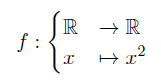 f : { ℝ → ℝ
x ↦ x²